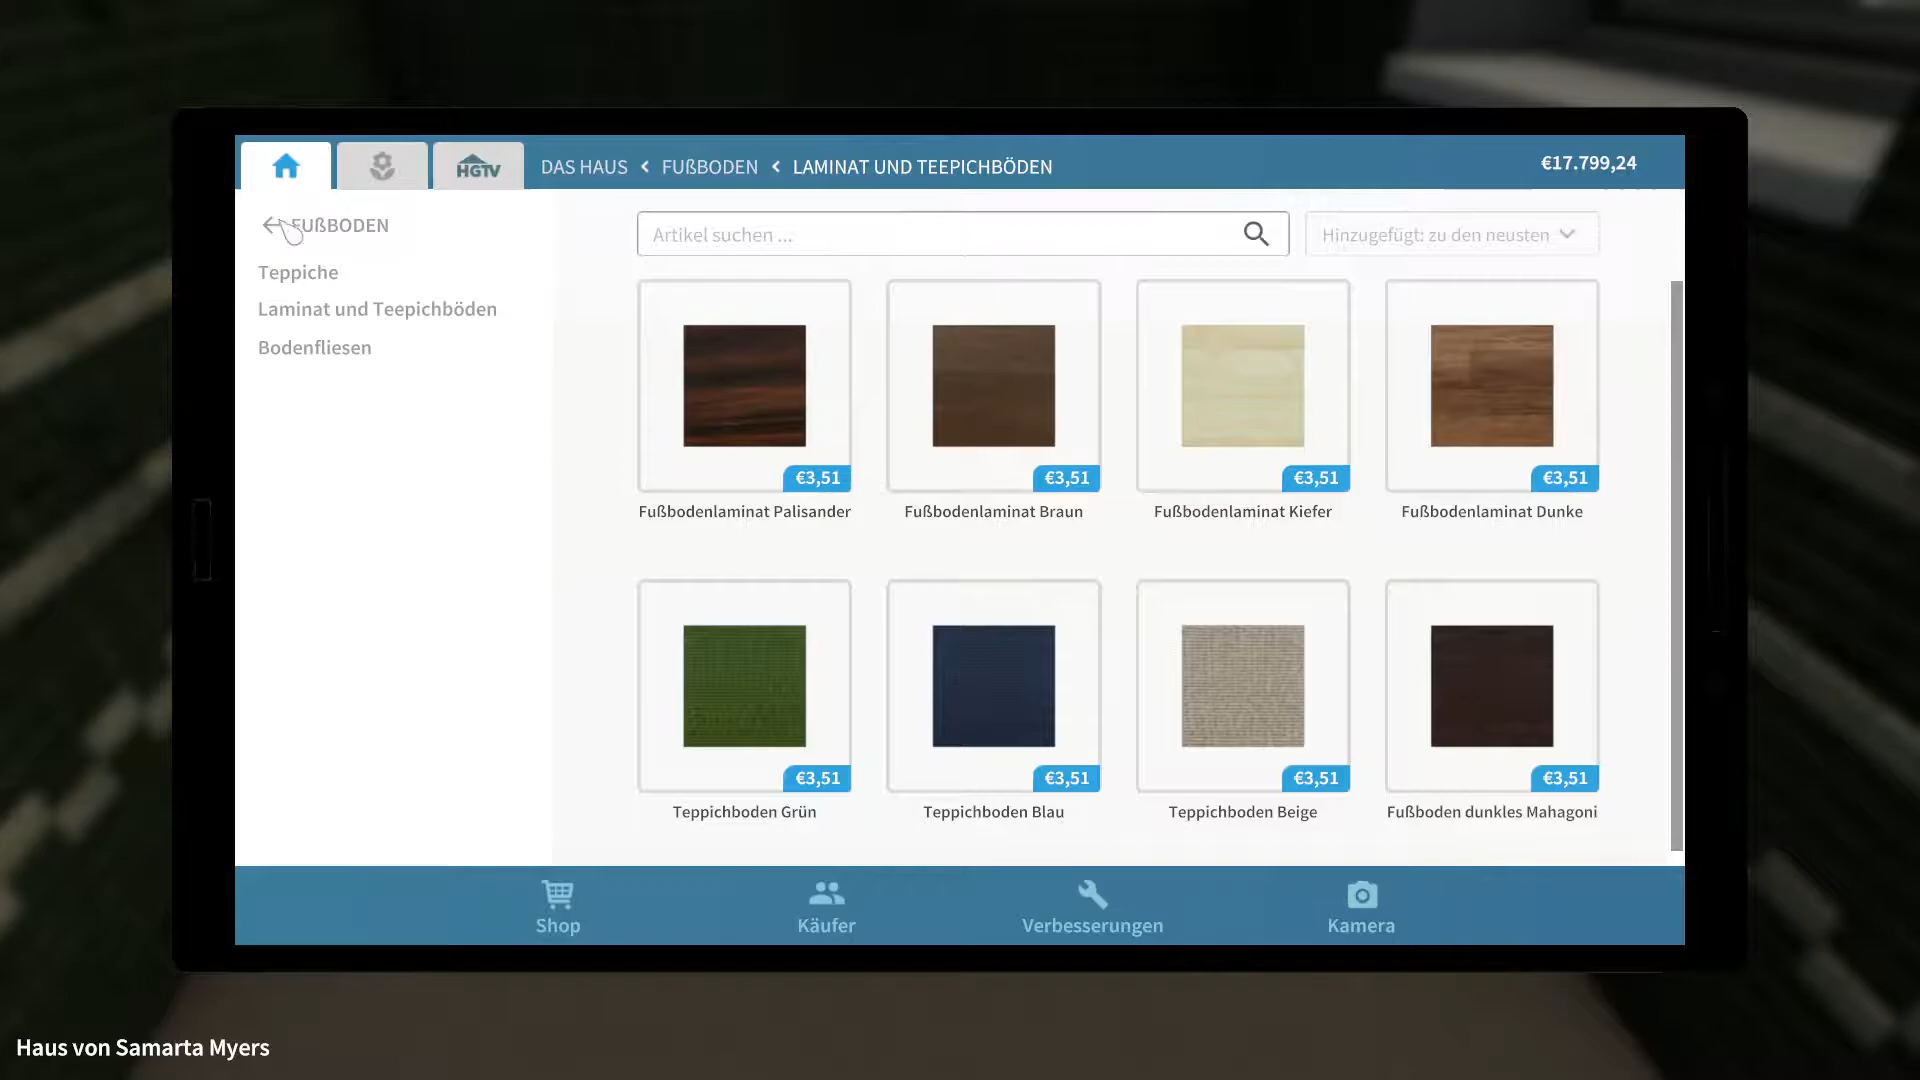 HGTV
DAS HAUS < FUßBODEN < LAMINAT UND TEEPICHBÖDEN
€17.799,24
FUßBODEN
Teppiche
Laminat und Teepichböden
Bodenfliesen
Artikel suchen ...
Hinzugefügt: zu den neusten
€3,51 €3,51 €3,51 €3,51
Fußbodenlaminat Palisander
Fußbodenlaminat Braun
Fußbodenlaminat Kiefer
Fußbodenlaminat Dunke
€3,51 €3,51 €3,51 €3,51
Teppichboden Grün
Teppichboden Blau
Teppichboden Beige
Fußboden dunkles Mahagoni
Shop
Käufer
Verbesserungen
Kamera
Haus von Samarta Myers